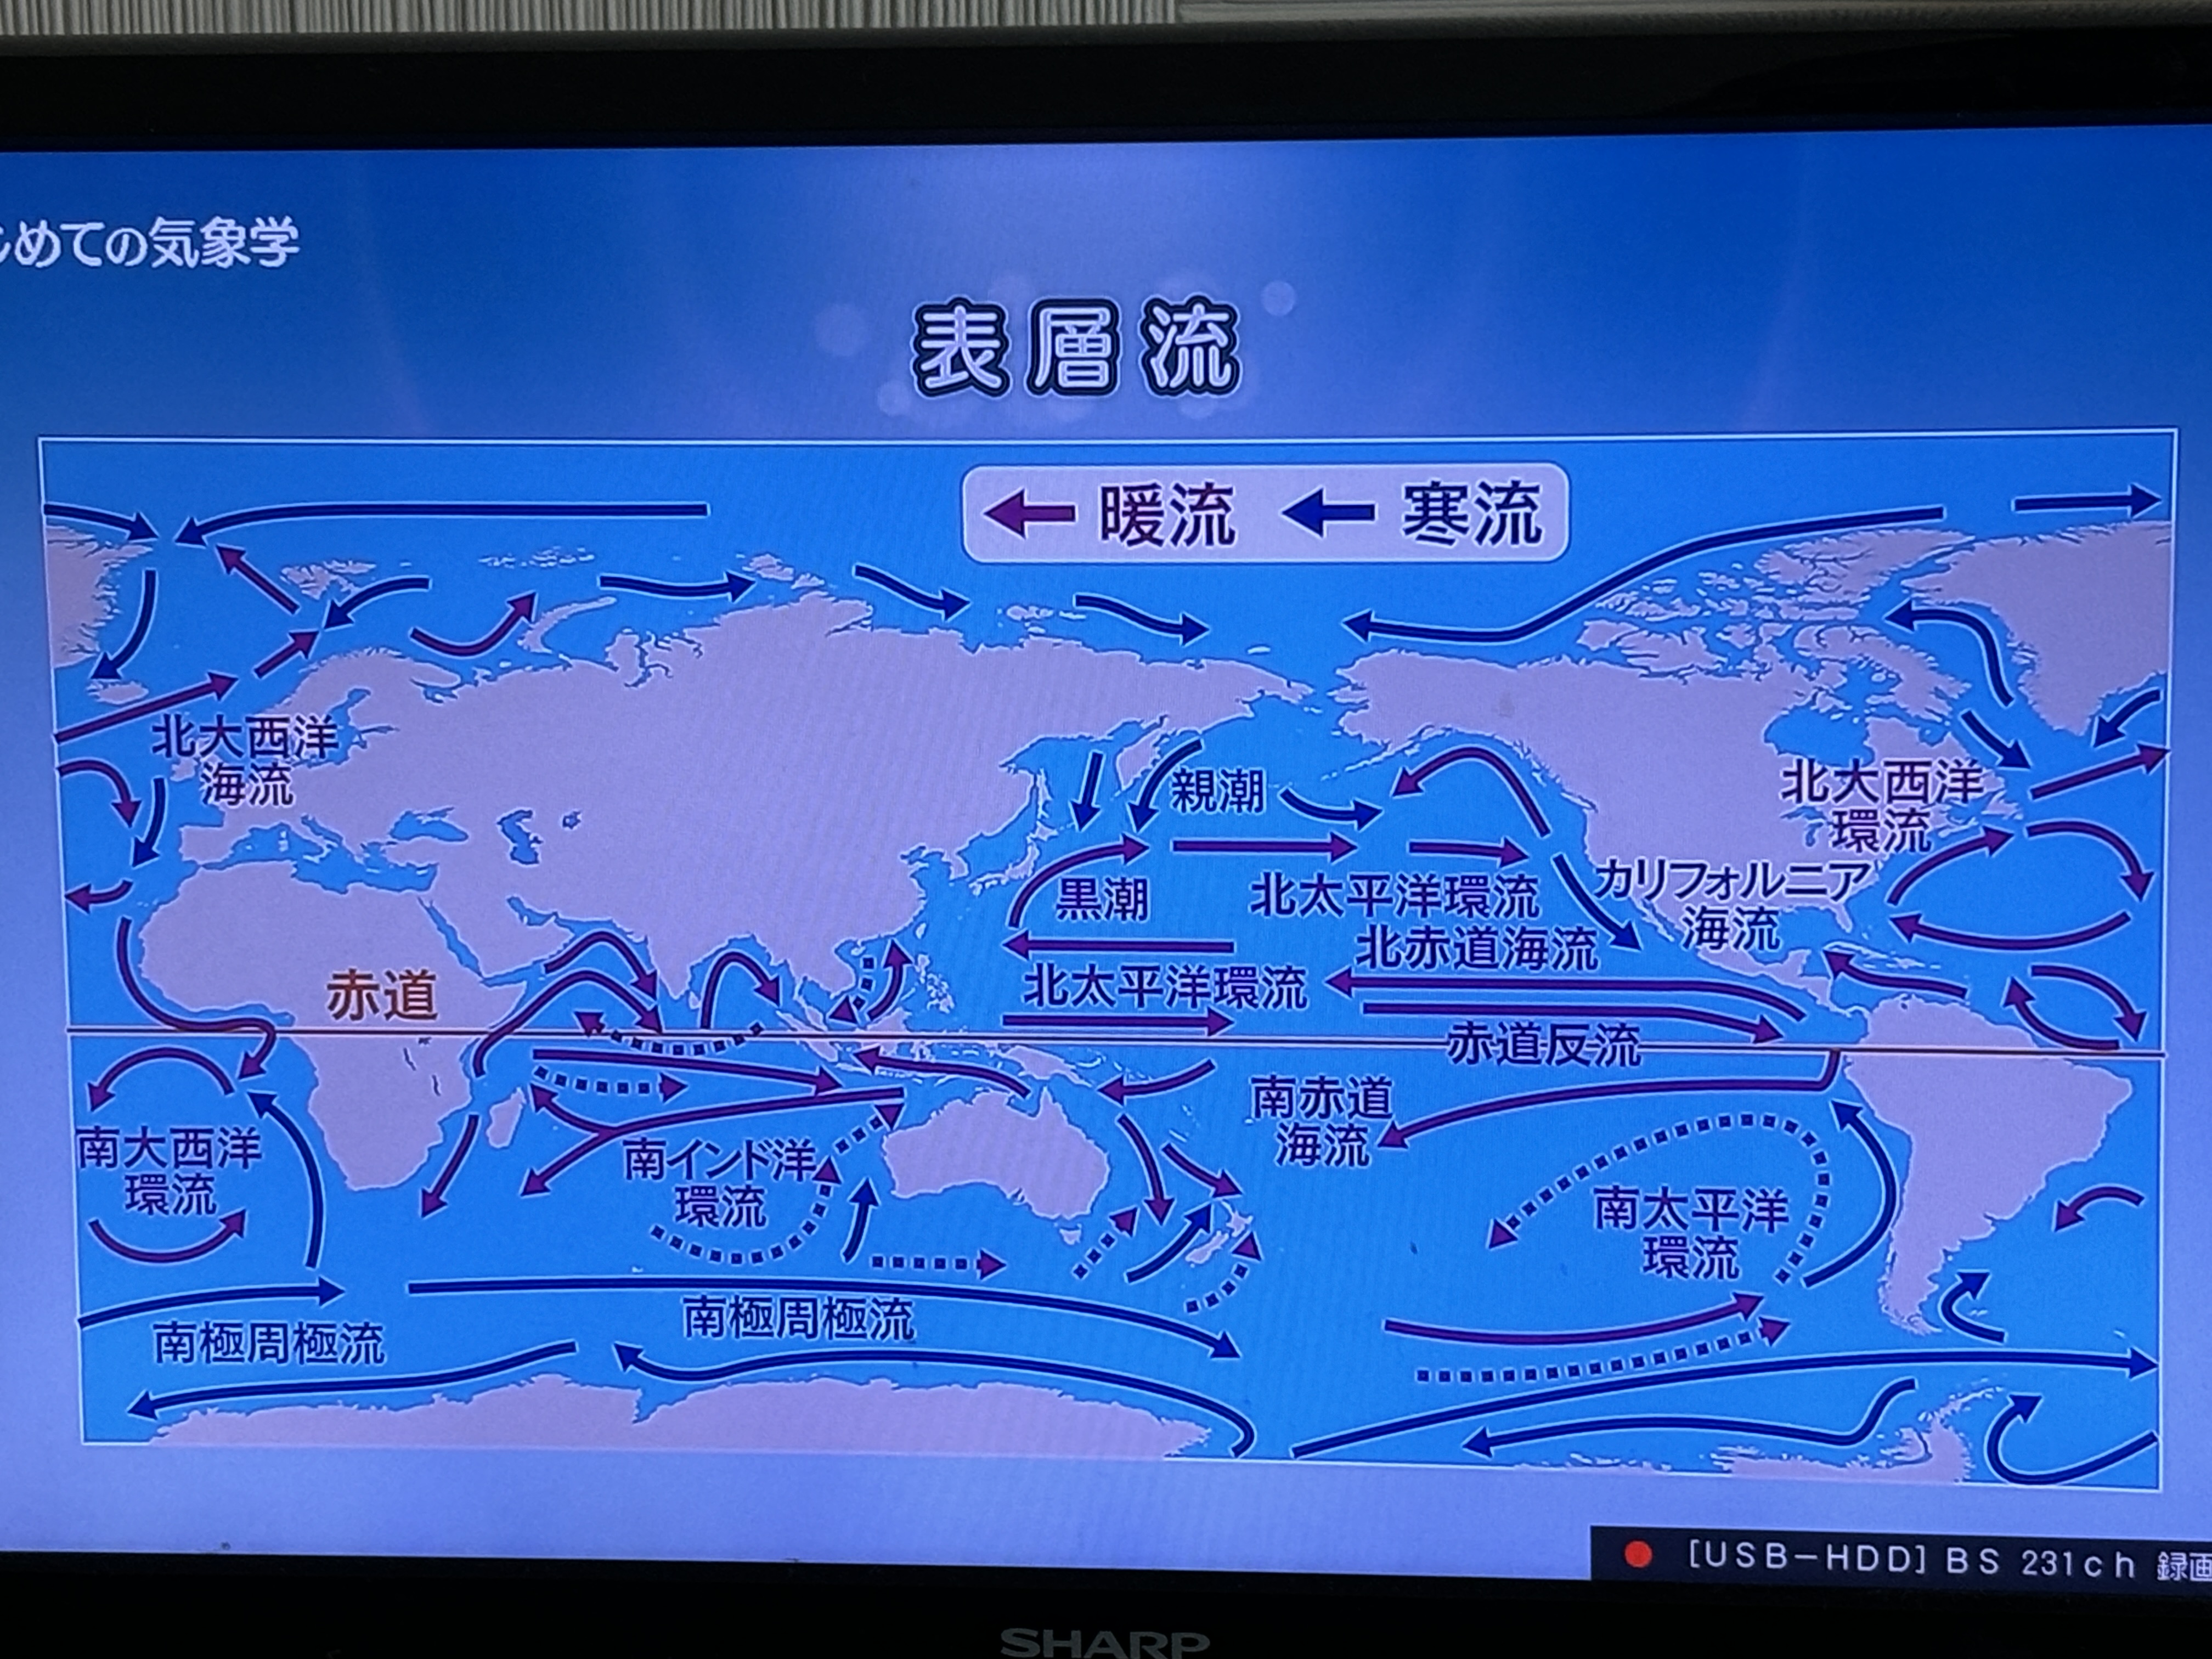 じめての気象学
表層流
暖流 寒流
北大西洋
海流
親潮
北大西洋
環流
黒潮
北太平洋環流
カリフォルニア
海流
北赤道海流
赤道
北太平洋環流
赤道反流
南赤道
海流
南大西洋
環流
南インド洋
環流
南太平洋
環流
南極周極流
南極周極流
[USB-HDD] BS 231ch 録画
SHARP